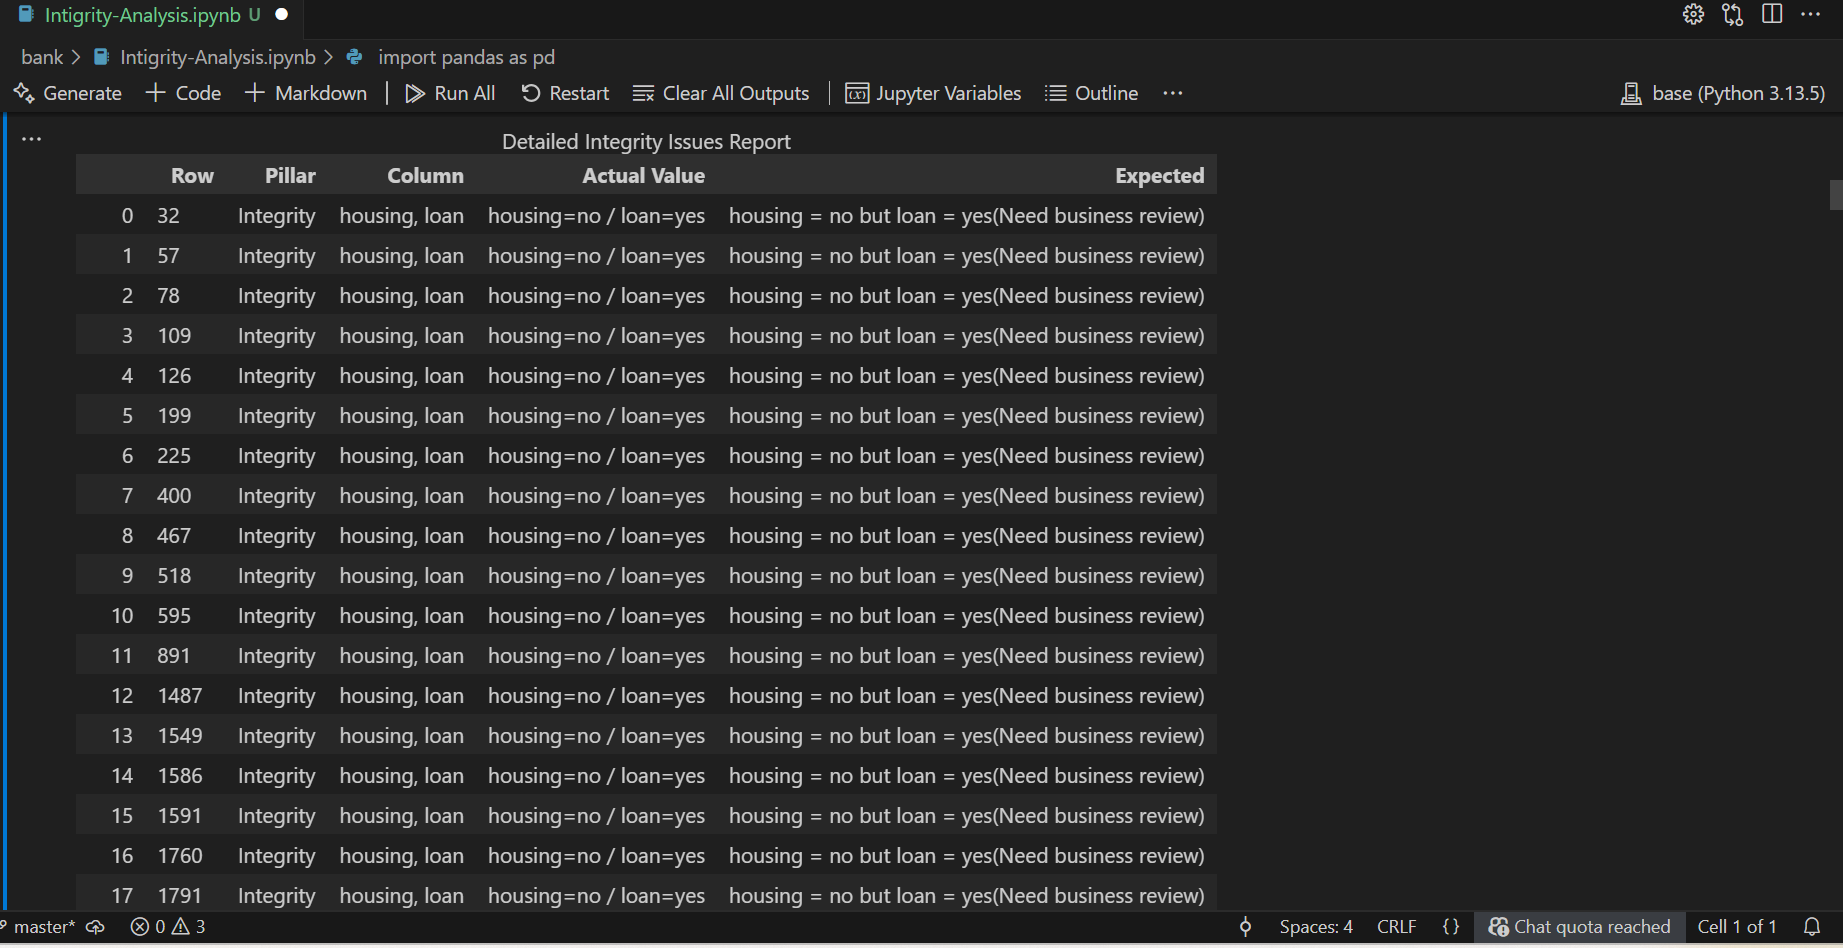 Intigrity-Analysis.ipynb U
bank > Intigrity-Analysis.ipynb > import pandas as pd
Generate + Code + Markdown Run All Restart Clear All Outputs Jupyter Variables Outline ... base (Python 3.13.5)
...
Detailed Integrity Issues Report
Row Pillar Column Actual Value Expected
0 32 Integrity housing, loan housing=no / loan=yes housing = no but loan = yes(Need business review)
1 57 Integrity housing, loan housing=no / loan=yes housing = no but loan = yes(Need business review)
2 78 Integrity housing, loan housing=no / loan=yes housing = no but loan = yes(Need business review)
3 109 Integrity housing, loan housing=no / loan=yes housing = no but loan = yes(Need business review)
4 126 Integrity housing, loan housing=no / loan=yes housing = no but loan = yes(Need business review)
5 199 Integrity housing, loan housing=no / loan=yes housing = no but loan = yes(Need business review)
6 225 Integrity housing, loan housing=no / loan=yes housing = no but loan = yes(Need business review)
7 400 Integrity housing, loan housing=no / loan=yes housing = no but loan = yes(Need business review)
8 467 Integrity housing, loan housing=no / loan=yes housing = no but loan = yes(Need business review)
9 518 Integrity housing, loan housing=no / loan=yes housing = no but loan = yes(Need business review)
10 595 Integrity housing, loan housing=no / loan=yes housing = no but loan = yes(Need business review)
11 891 Integrity housing, loan housing=no / loan=yes housing = no but loan = yes(Need business review)
12 1487 Integrity housing, loan housing=no / loan=yes housing = no but loan = yes(Need business review)
13 1549 Integrity housing, loan housing=no / loan=yes housing = no but loan = yes(Need business review)
14 1586 Integrity housing, loan housing=no / loan=yes housing = no but loan = yes(Need business review)
15 1591 Integrity housing, loan housing=no / loan=yes housing = no but loan = yes(Need business review)
16 1760 Integrity housing, loan housing=no / loan=yes housing = no but loan = yes(Need business review)
17 1791 Integrity housing, loan housing=no / loan=yes housing = no but loan = yes(Need business review)
master* 0 3 Spaces: 4 CRLF {} Chat quota reached Cell 1 of 1